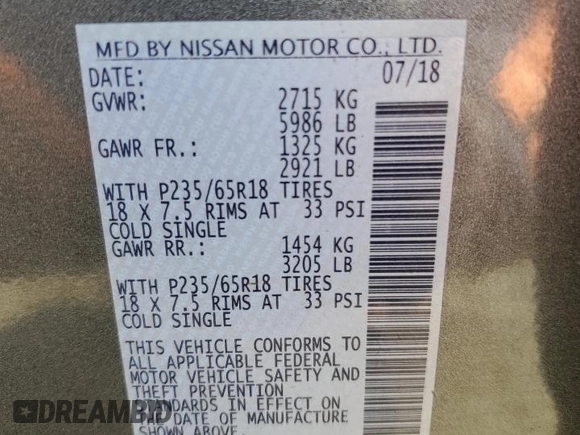 MFD BY NISSAN MOTOR CO., LTD.
DATE: 07/18
GVWR: 2715 KG
5986 LB
GAWR FR.: 1325 KG
2921 LB
WITH P235/65R18 TIRES
18 X 7.5 RIMS AT 33 PSI
COLD SINGLE
GAWR RR.: 1454 KG
3205 LB
WITH P235/65R18 TIRES
18 X 7.5 RIMS AT 33 PSI
COLD SINGLE
THIS VEHICLE CONFORMS TO
ALL APPLICABLE FEDERAL
MOTOR VEHICLE SAFETY AND
THEFT PREVENTION
STANDARDS IN EFFECT ON
THE DATE OF MANUFACTURE
SHOWN ABOVE.
DREAMBID